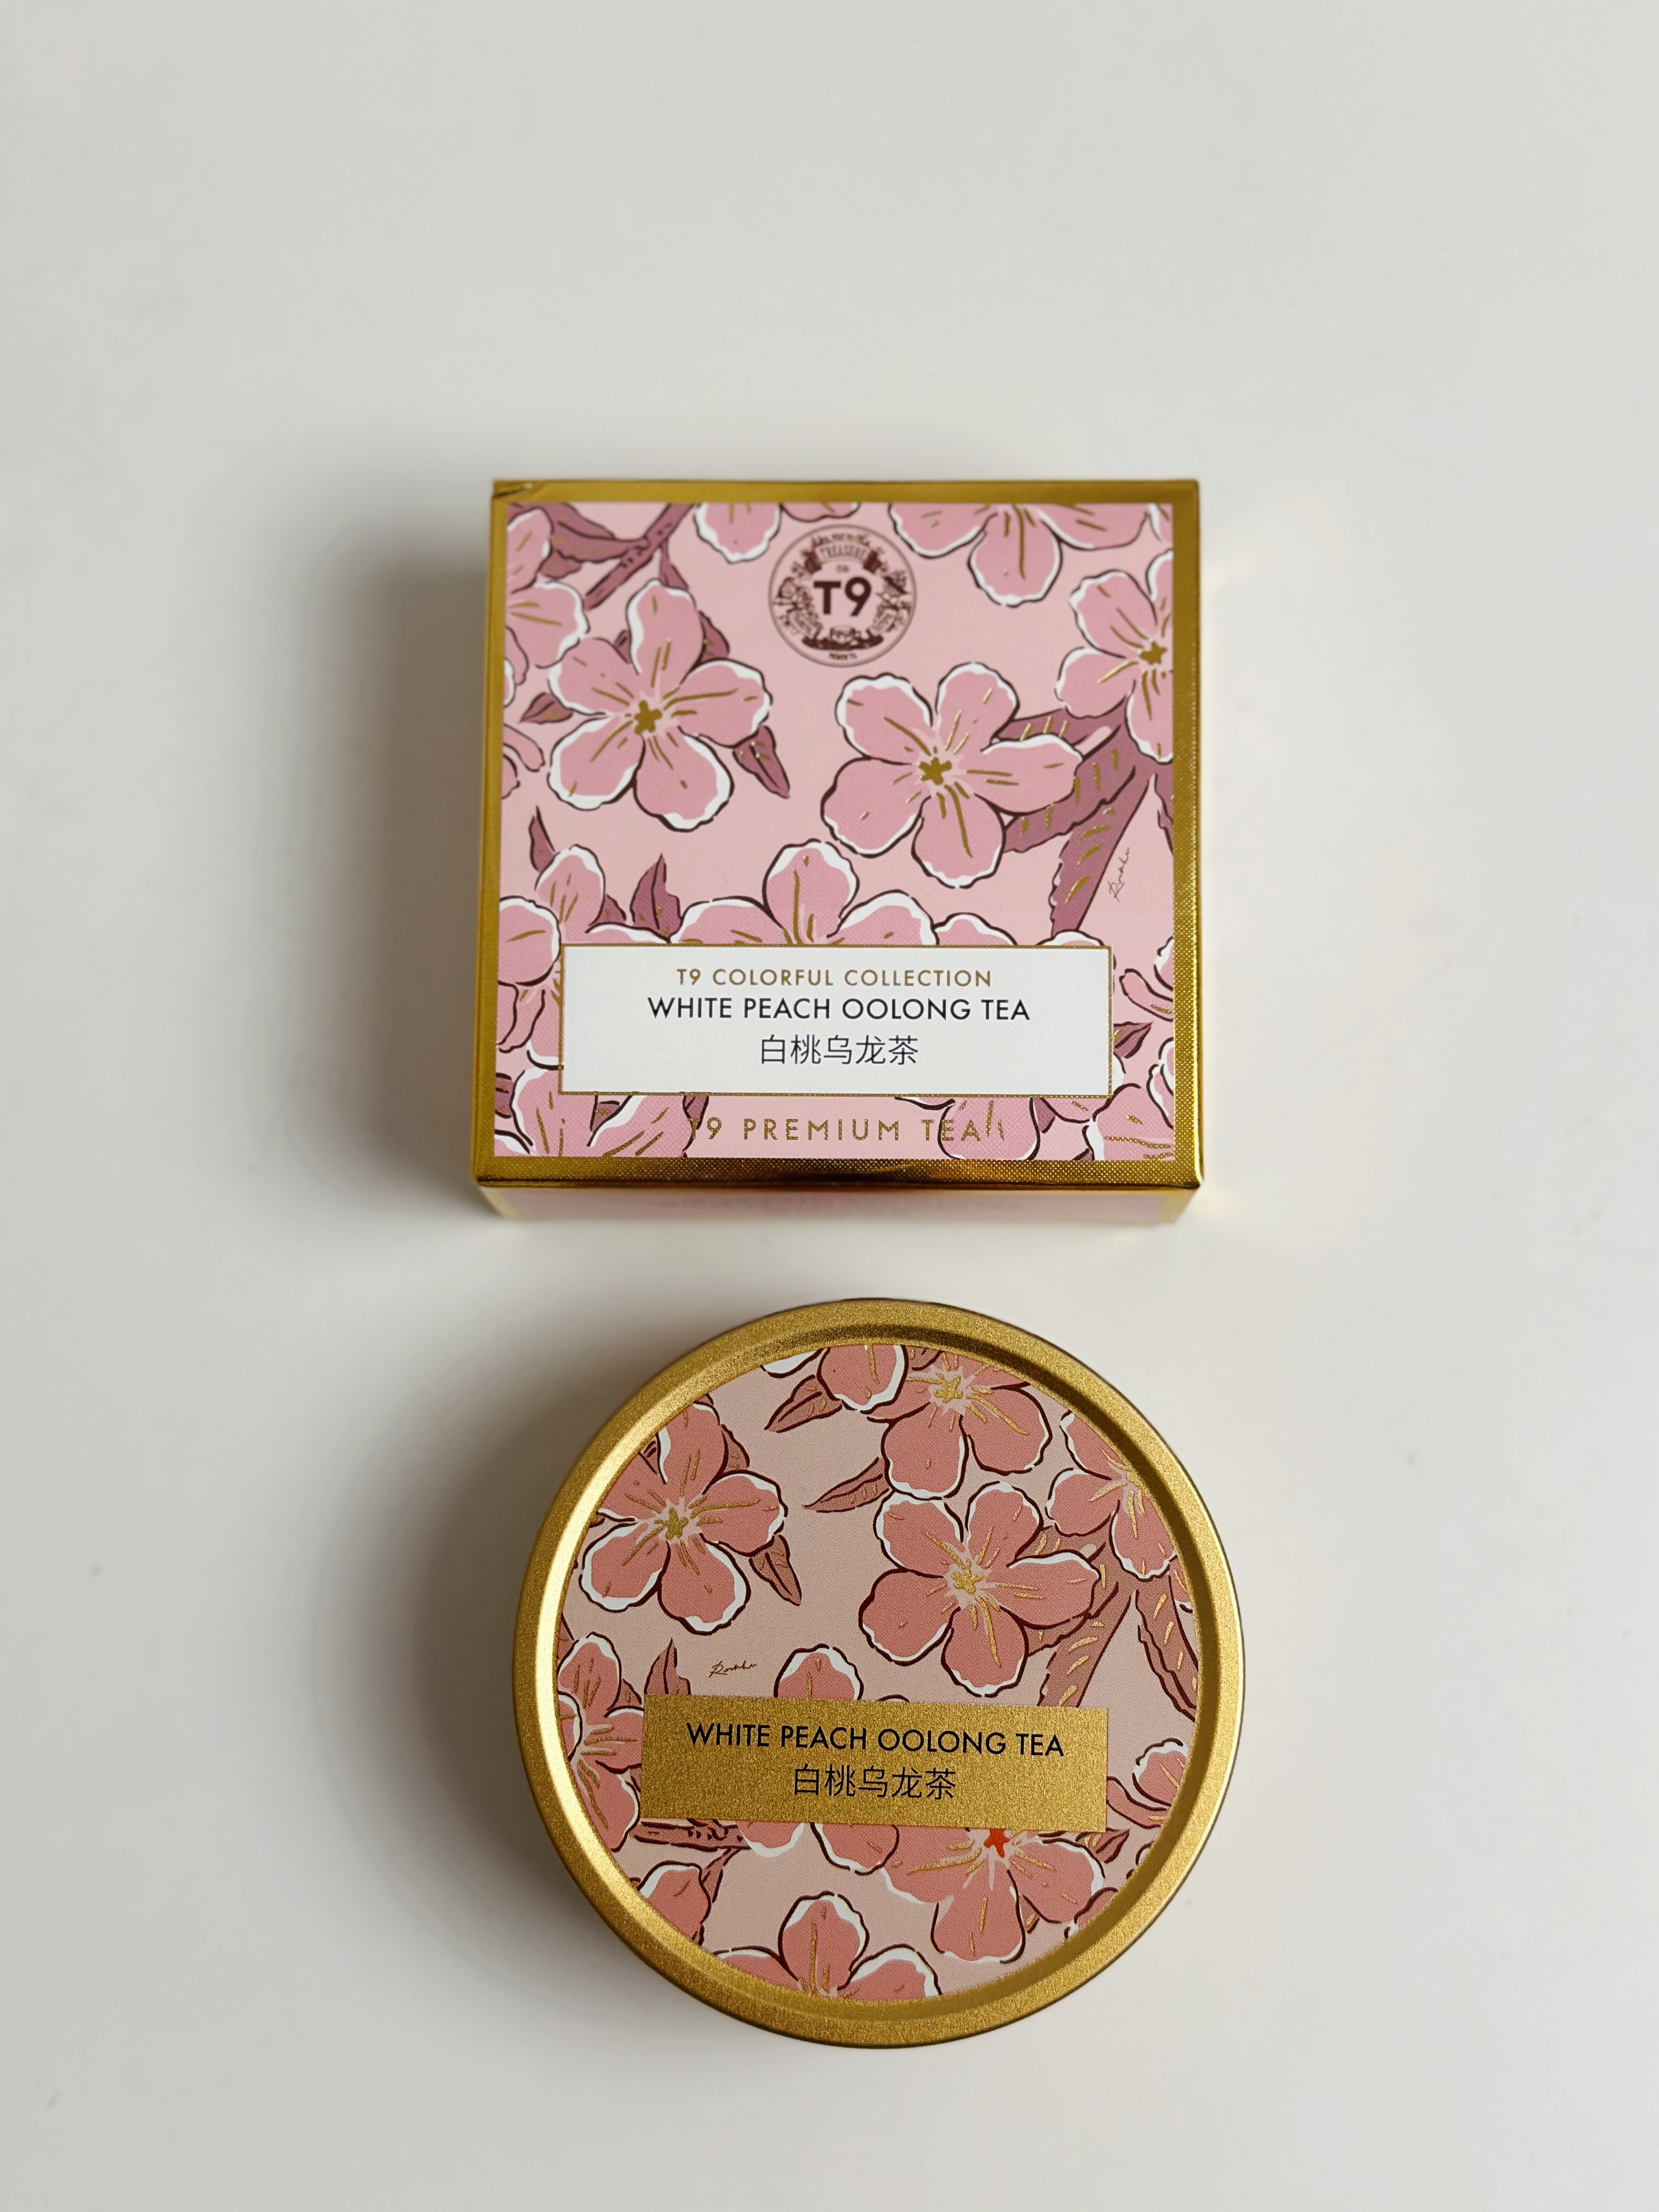 TREASURE
T9
T9 COLORFUL COLLECTION
WHITE PEACH OOLONG TEA
白桃乌龙茶
T9 PREMIUM TEA
WHITE PEACH OOLONG TEA
白桃乌龙茶